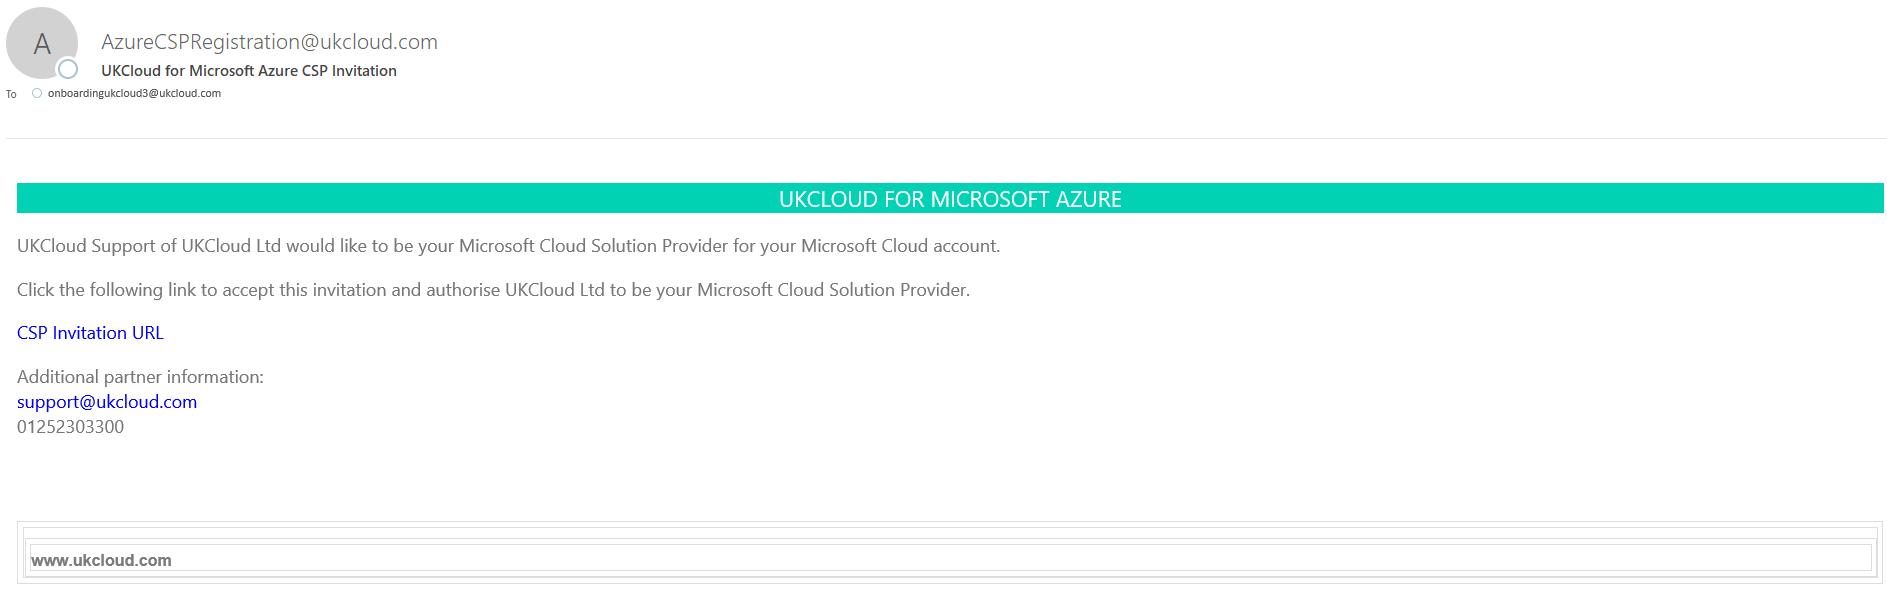 A
AzureCSPRegistration@ukcloud.com
UKCloud for Microsoft Azure CSP Invitation
To onboardingukcloud3@ukcloud.com
UKCLOUD FOR MICROSOFT AZURE
UKCloud Support of UKCloud Ltd would like to be your Microsoft Cloud Solution Provider for your Microsoft Cloud account.
Click the following link to accept this invitation and authorise UKCloud Ltd to be your Microsoft Cloud Solution Provider.
CSP Invitation URL
Additional partner information:
support@ukcloud.com
01252303300
www.ukcloud.com